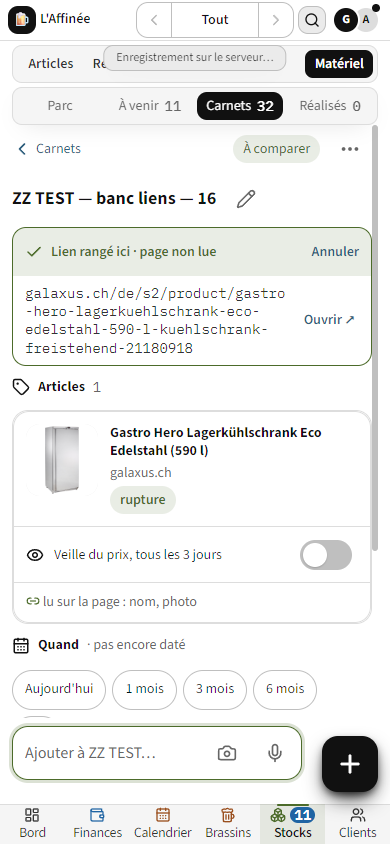 L'Affinée
Tout
G
A
Enregistrement sur le serveur…
Articles
Matériel
Parc
À venir 11
Carnets 32
Réalisés 0
Carnets
À comparer
ZZ TEST — banc liens — 16
Lien rangé ici · page non lue
Annuler
galaxus.ch/de/s2/product/gastro
-hero-lagerkuehlschrank-eco-
edelstahl-590-l-kuehlschrank-
freistehend-21180918
Ouvrir ↗
Articles 1
Gastro Hero Lagerkühlschrank Eco
Edelstahl (590 l)
galaxus.ch
rupture
Veille du prix, tous les 3 jours
lu sur la page : nom, photo
Quand · pas encore daté
Aujourd'hui
1 mois
3 mois
6 mois
Ajouter à ZZ TEST…
11
Bord
Finances
Calendrier
Brassins
Stocks
Clients